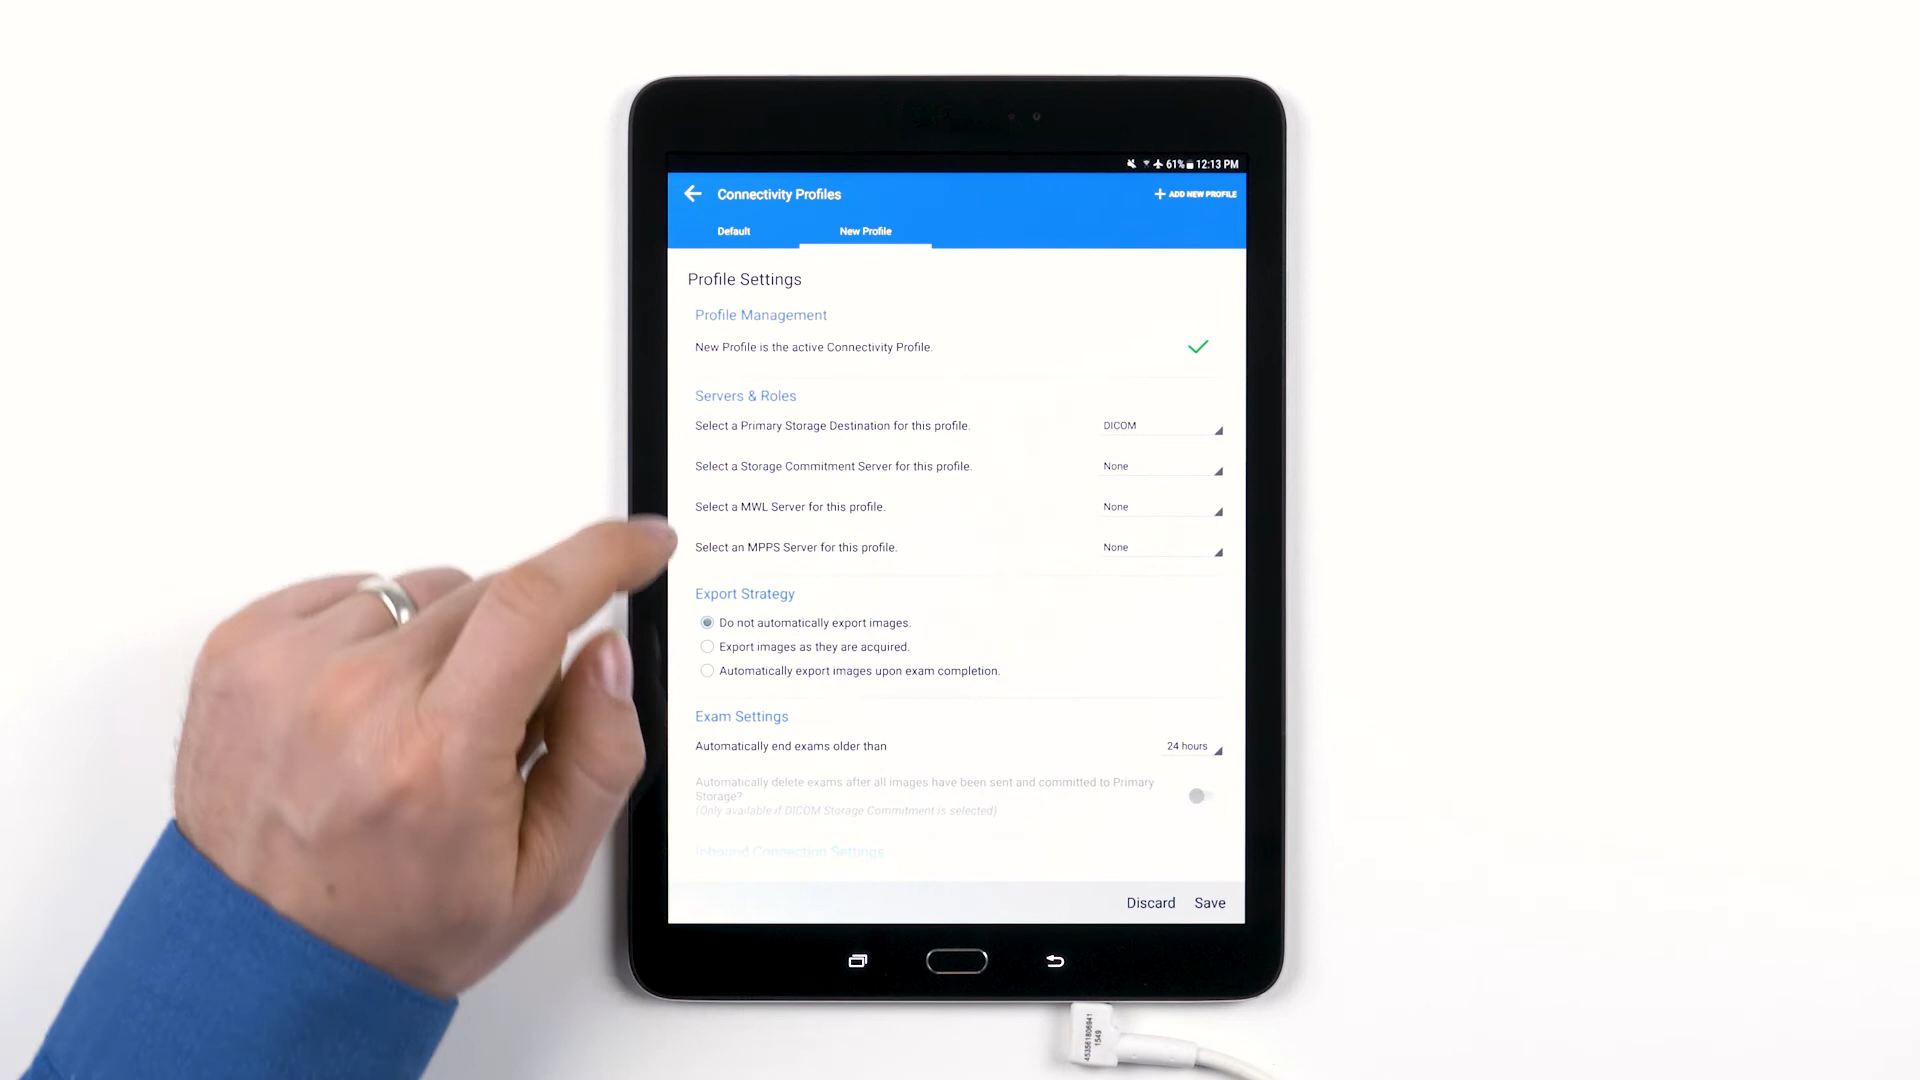 61% 12:13 PM
Connectivity Profiles
ADD NEW PROFILE
Default
New Profile
Profile Settings
Profile Management
New Profile is the active Connectivity Profile.
Servers & Roles
Select a Primary Storage Destination for this profile.
DICOM
Select a Storage Commitment Server for this profile.
None
Select a MWL Server for this profile.
None
Select an MPPS Server for this profile.
None
Export Strategy
Do not automatically export images.
Export images as they are acquired.
Automatically export images upon exam completion.
Exam Settings
Automatically end exams older than
24 hours
Automatically delete exams after all images have been sent and committed to Primary
Storage?
(Only available if DICOM Storage Commitment is selected)
Inbound Connection Settings
Discard
Save
453561806941
1549